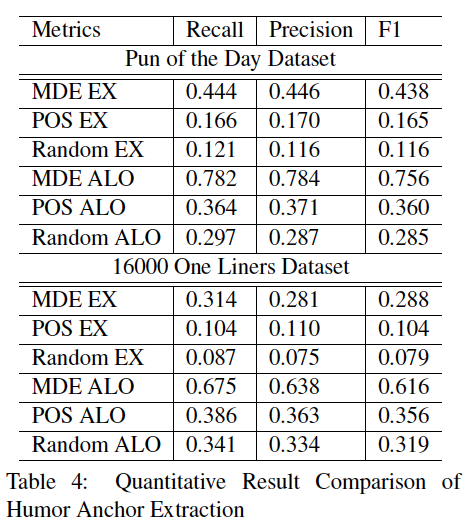 Metrics Recall Precision F1
Pun of the Day Dataset
MDE EX 0.444 0.446 0.438
POS EX 0.166 0.170 0.165
Random EX 0.121 0.116 0.116
MDE ALO 0.782 0.784 0.756
POS ALO 0.364 0.371 0.360
Random ALO 0.297 0.287 0.285
16000 One Liners Dataset
MDE EX 0.314 0.281 0.288
POS EX 0.104 0.110 0.104
Random EX 0.087 0.075 0.079
MDE ALO 0.675 0.638 0.616
POS ALO 0.386 0.363 0.356
Random ALO 0.341 0.334 0.319
Table 4: Quantitative Result Comparison of
Humor Anchor Extraction